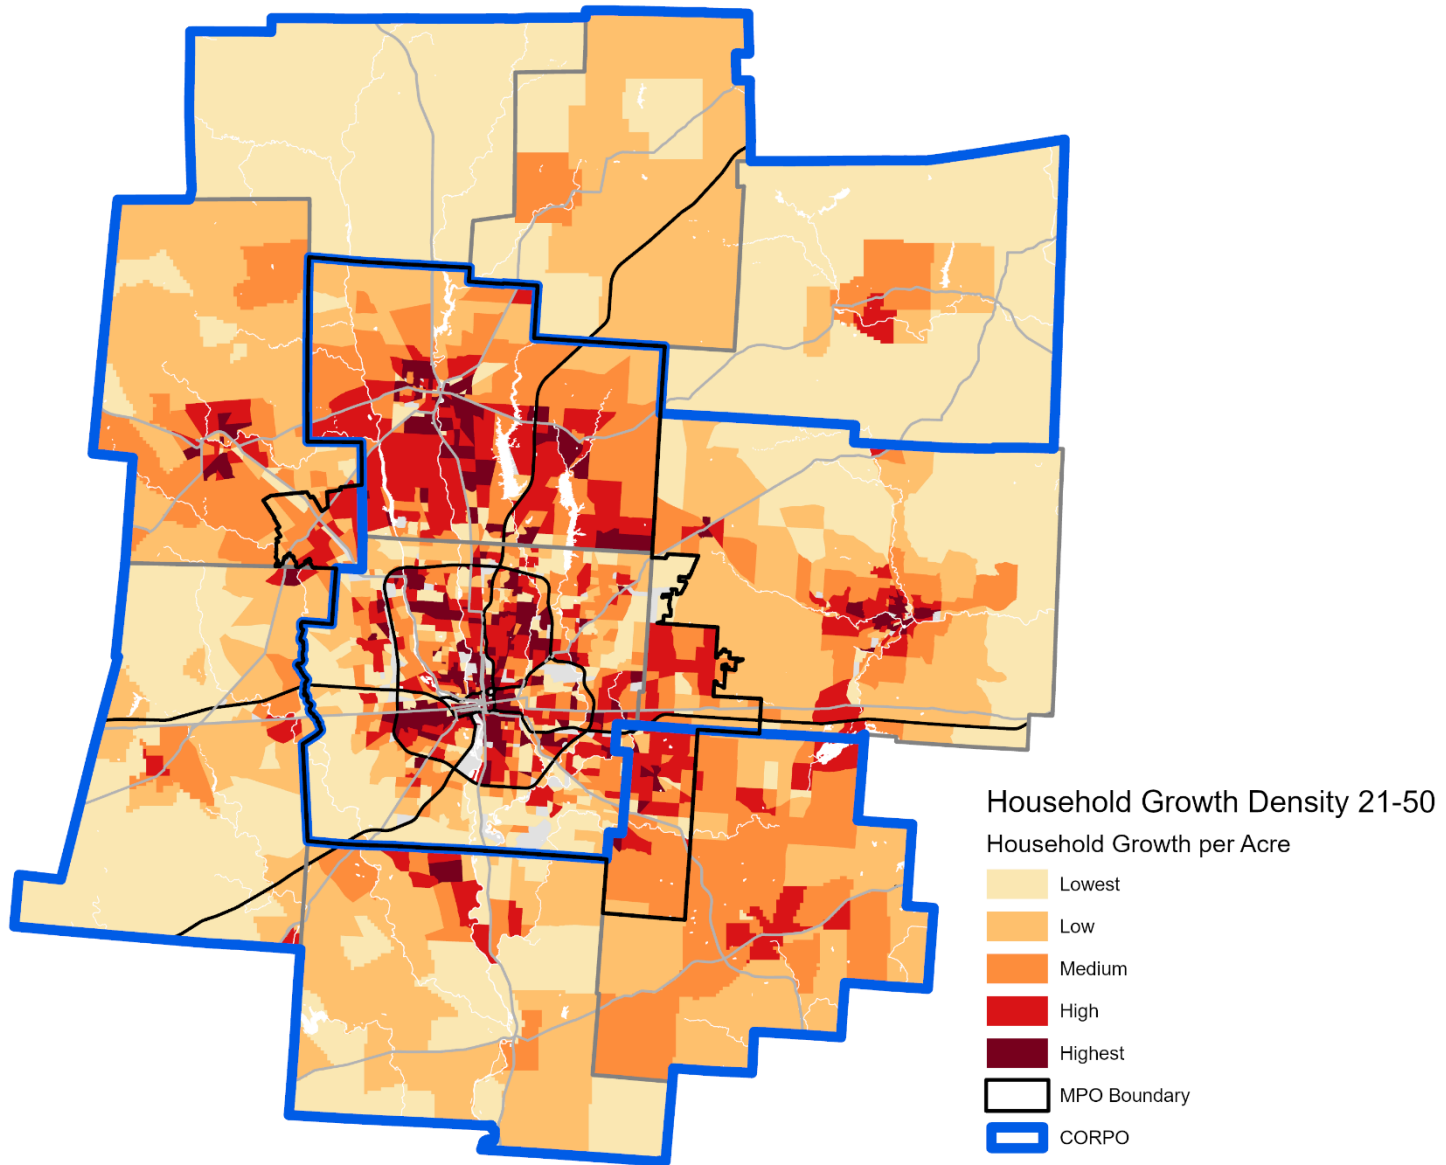 Household Growth Density 21-50
Household Growth per Acre
Lowest
Low
Medium
High
Highest
MPO Boundary
CORPO